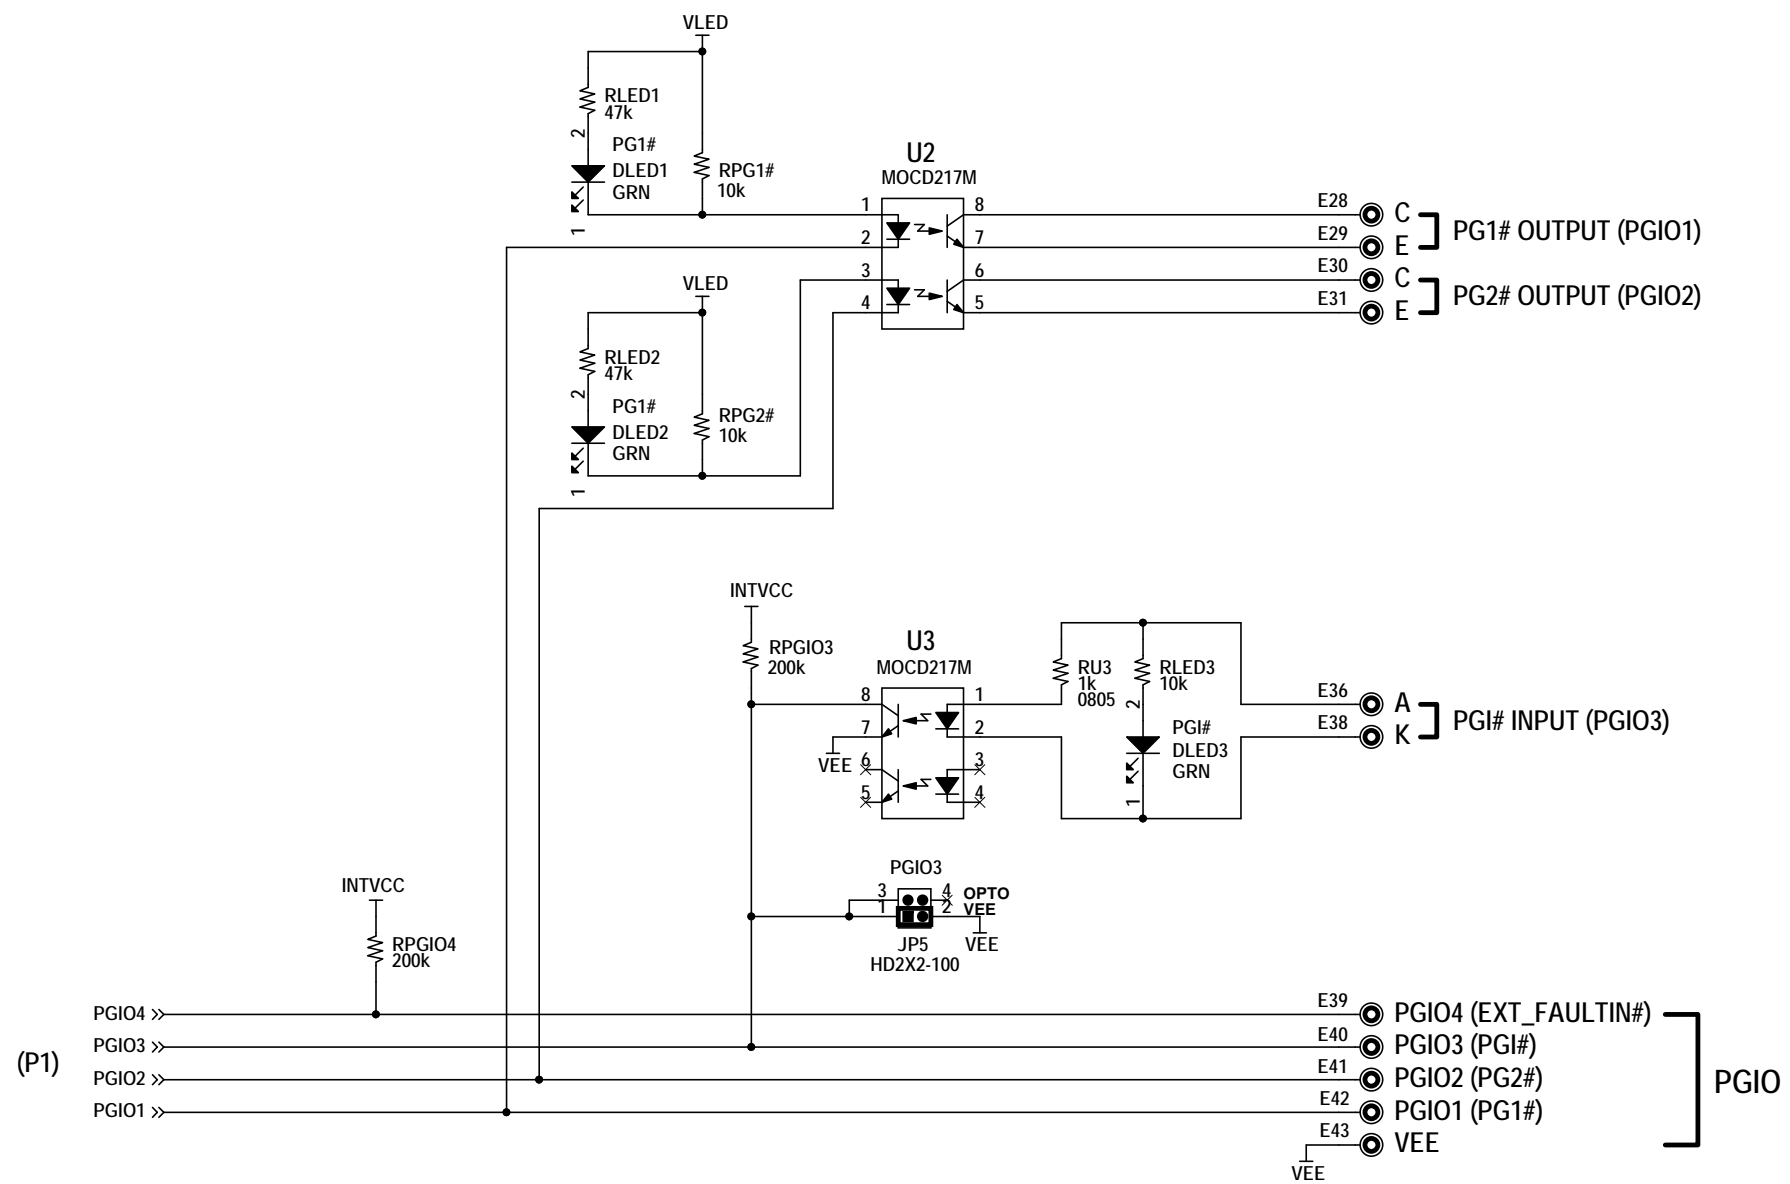 VLED
RLED1
47k
2
PG1#
DLED1
GRN
1
RPG1#
10k
U2
MOCD217M
1
2
3
4
8
7
6
5
E28
C
E29
E
PG1# OUTPUT (PGIO1)
E30
C
E31
E
PG2# OUTPUT (PGIO2)
VLED
RLED2
47k
2
PG1#
DLED2
GRN
1
RPG2#
10k
INTVCC
RPGIO3
200k
U3
MOCD217M
8
7
VEE
6
5
1
2
3
4
RU3
1k
0805
RLED3
10k
2
PGI#
DLED3
GRN
1
E36
A
E38
K
PGI# INPUT (PGIO3)
PGIO3
3
4
OPTO
1
2
VEE
VEE
JP5
HD2X2-100
INTVCC
RPGIO4
200k
(P1)
PGIO4
E39
PGIO4 (EXT_FAULTIN#)
PGIO3
E40
PGIO3 (PGI#)
PGIO2
E41
PGIO2 (PG2#)
PGIO1
E42
PGIO1 (PG1#)
E43
VEE
VEE
PGIO